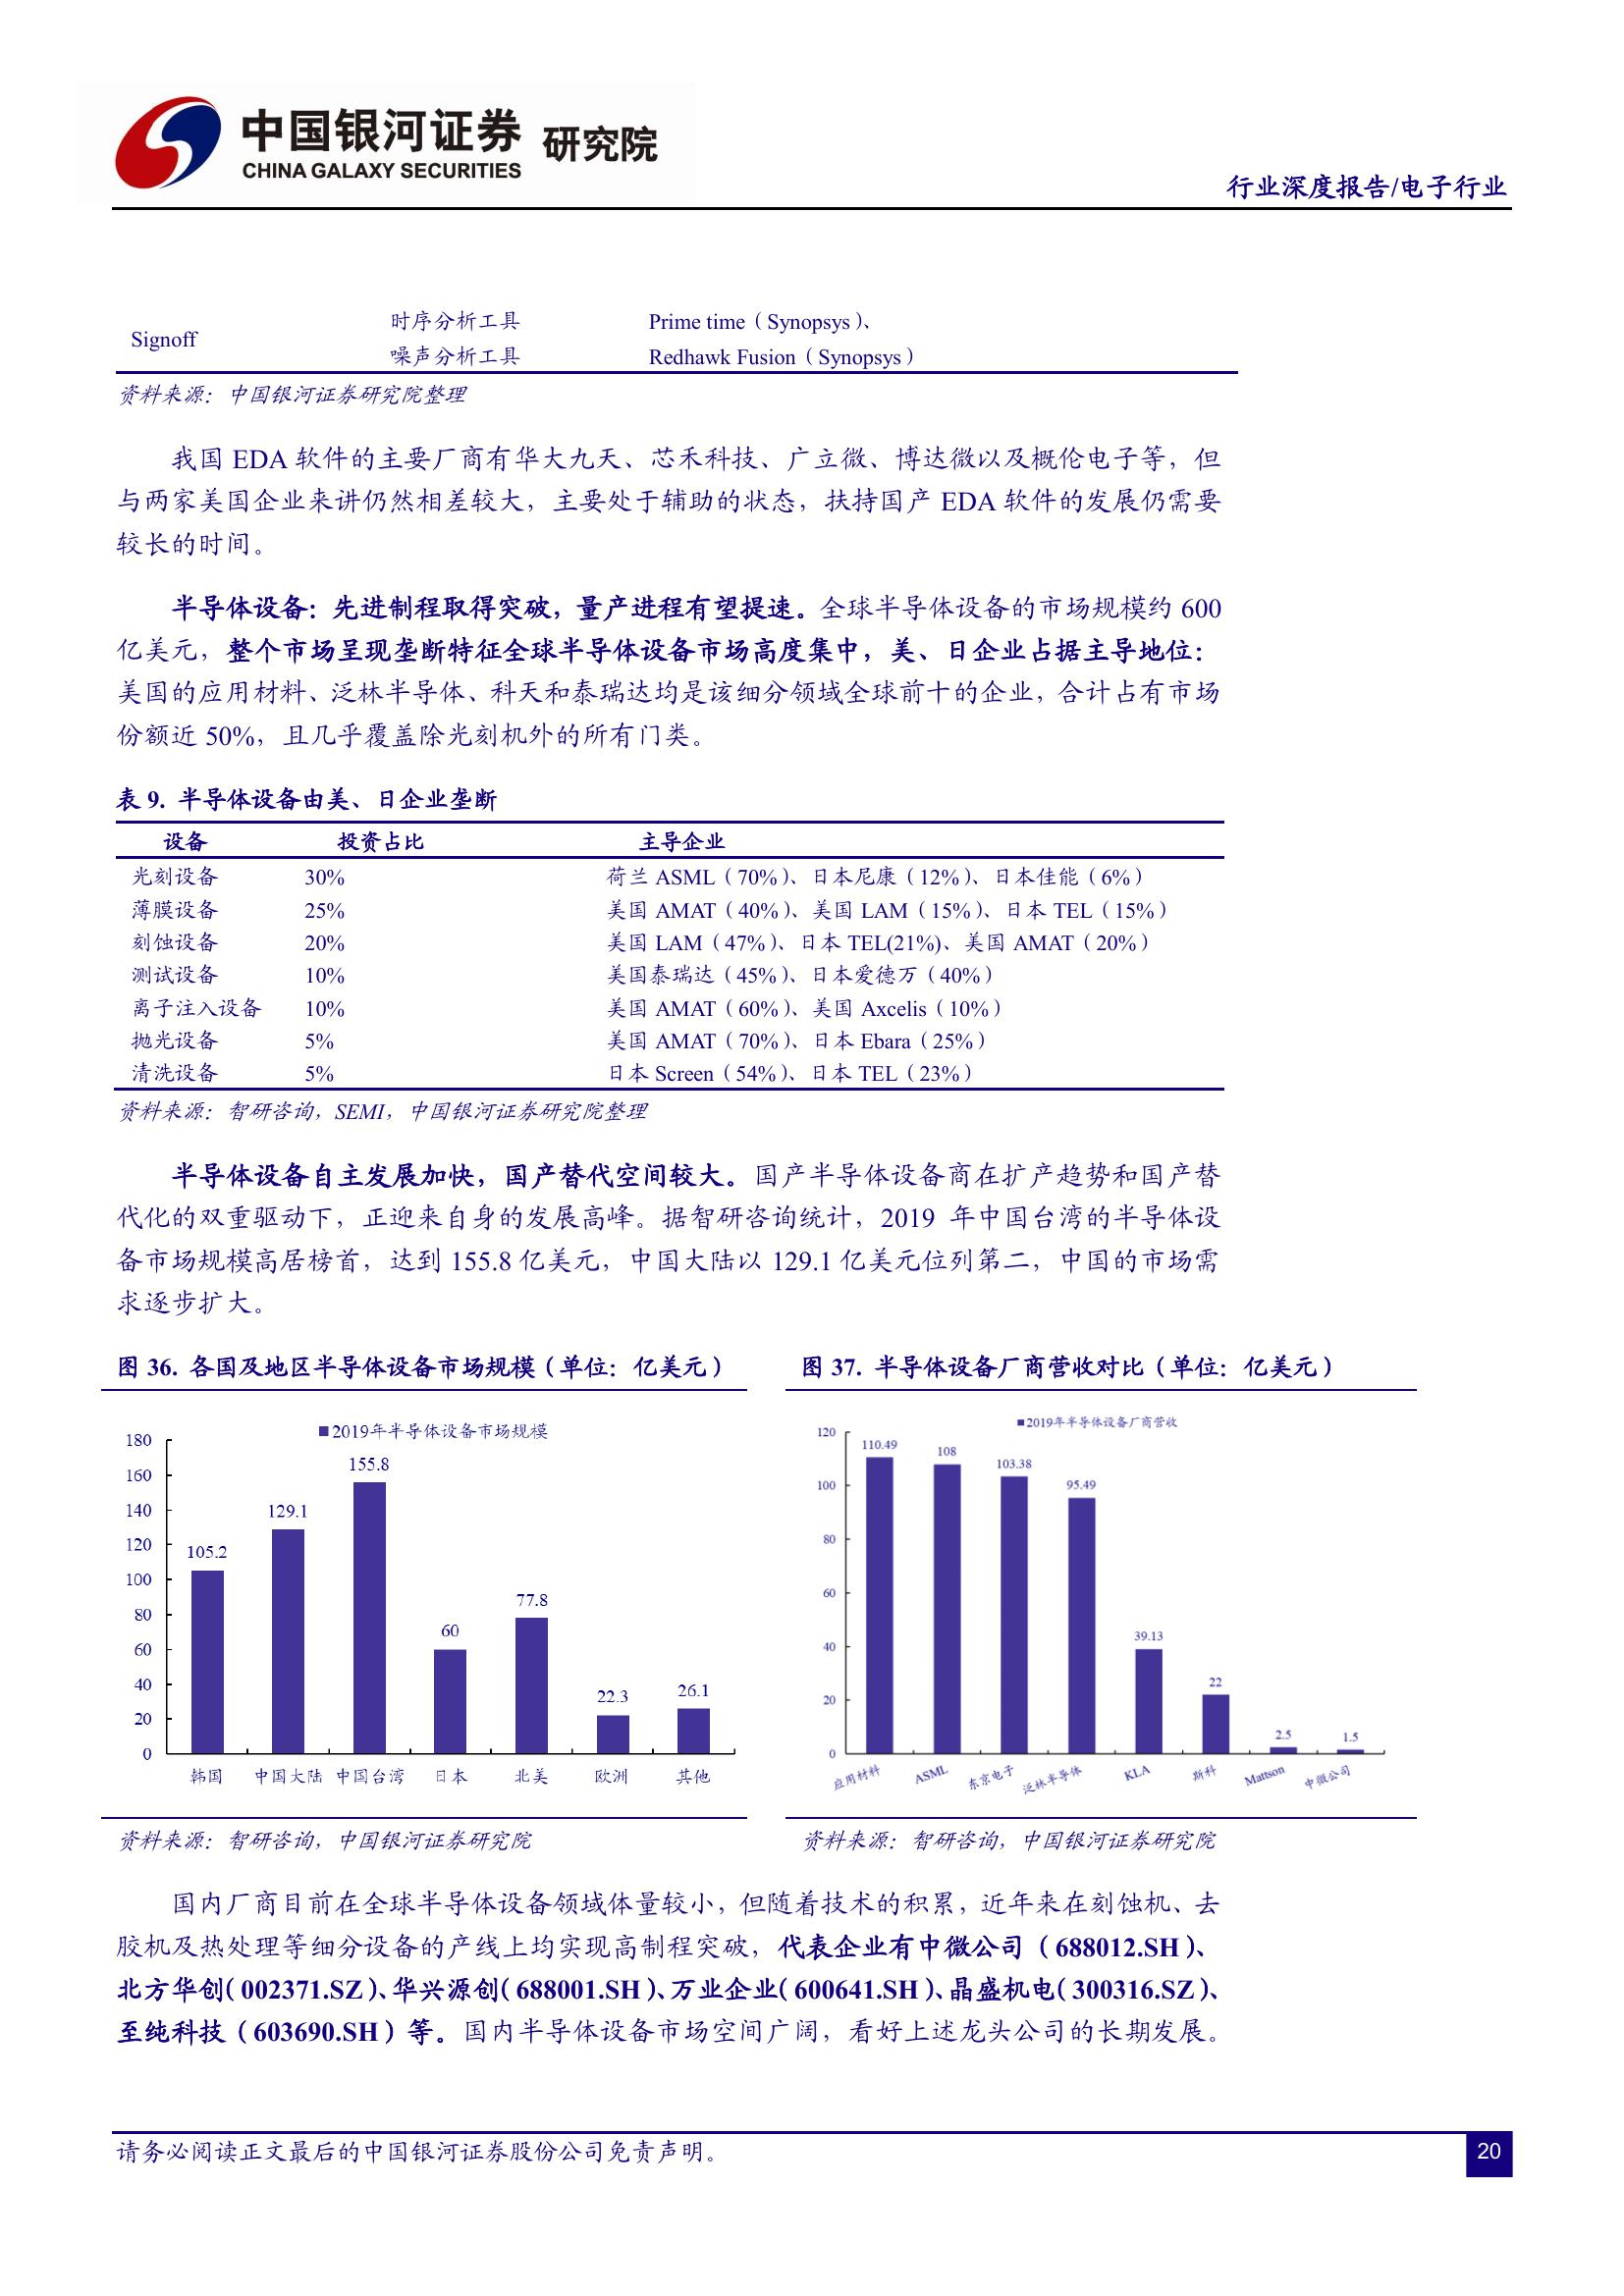 中国银河证券 研究院
CHINA GALAXY SECURITIES
行业深度报告/电子行业
Signoff
时序分析工具 Prime time（Synopsys）、
噪声分析工具 Redhawk Fusion（Synopsys）
资料来源：中国银河证券研究院整理
我国 EDA 软件的主要厂商有华大九天、芯禾科技、广立微、博达微以及概伦电子等，但
与两家美国企业来讲仍然相差较大，主要处于辅助的状态，扶持国产 EDA 软件的发展仍需要
较长的时间。
半导体设备：先进制程取得突破，量产进程有望提速。全球半导体设备的市场规模约 600
亿美元，整个市场呈现垄断特征全球半导体设备市场高度集中，美、日企业占据主导地位：
美国的应用材料、泛林半导体、科天和泰瑞达均是该细分领域全球前十的企业，合计占有市场
份额近 50%，且几乎覆盖除光刻机外的所有门类。
表 9. 半导体设备由美、日企业垄断
设备 投资占比 主导企业
光刻设备 30% 荷兰 ASML（70%）、日本尼康（12%）、日本佳能（6%）
薄膜设备 25% 美国 AMAT（40%）、美国 LAM（15%）、日本 TEL（15%）
刻蚀设备 20% 美国 LAM（47%）、日本 TEL(21%)、美国 AMAT（20%）
测试设备 10% 美国泰瑞达（45%）、日本爱德万（40%）
离子注入设备 10% 美国 AMAT（60%）、美国 Axcelis（10%）
抛光设备 5% 美国 AMAT（70%）、日本 Ebara（25%）
清洗设备 5% 日本 Screen（54%）、日本 TEL（23%）
资料来源：智研咨询，SEMI，中国银河证券研究院整理
半导体设备自主发展加快，国产替代空间较大。国产半导体设备商在扩产趋势和国产替
代化的双重驱动下，正迎来自身的发展高峰。据智研咨询统计，2019 年中国台湾的半导体设
备市场规模高居榜首，达到 155.8 亿美元，中国大陆以 129.1 亿美元位列第二，中国的市场需
求逐步扩大。
图 36. 各国及地区半导体设备市场规模（单位：亿美元）
2019年半导体设备市场规模
180
160
140
120
100
80
60
40
20
0
105.2
129.1
155.8
60
77.8
22.3
26.1
韩国 中国大陆 中国台湾 日本 北美 欧洲 其他
资料来源：智研咨询，中国银河证券研究院
图 37. 半导体设备厂商营收对比（单位：亿美元）
2019年半导体设备厂商营收
120
100
80
60
40
20
0
110.49
108
103.38
95.49
39.13
22
2.5
1.5
应用材料 ASML 东京电子 泛林半导体 KLA 斯科 Mattson 中微公司
资料来源：智研咨询，中国银河证券研究院
国内厂商目前在全球半导体设备领域体量较小，但随着技术的积累，近年来在刻蚀机、去
胶机及热处理等细分设备的产线上均实现高制程突破，代表企业有中微公司（688012.SH）、
北方华创（002371.SZ）、华兴源创（688001.SH）、万业企业（600641.SH）、晶盛机电（300316.SZ）、
至纯科技（603690.SH）等。国内半导体设备市场空间广阔，看好上述龙头公司的长期发展。
请务必阅读正文最后的中国银河证券股份公司免责声明。
20